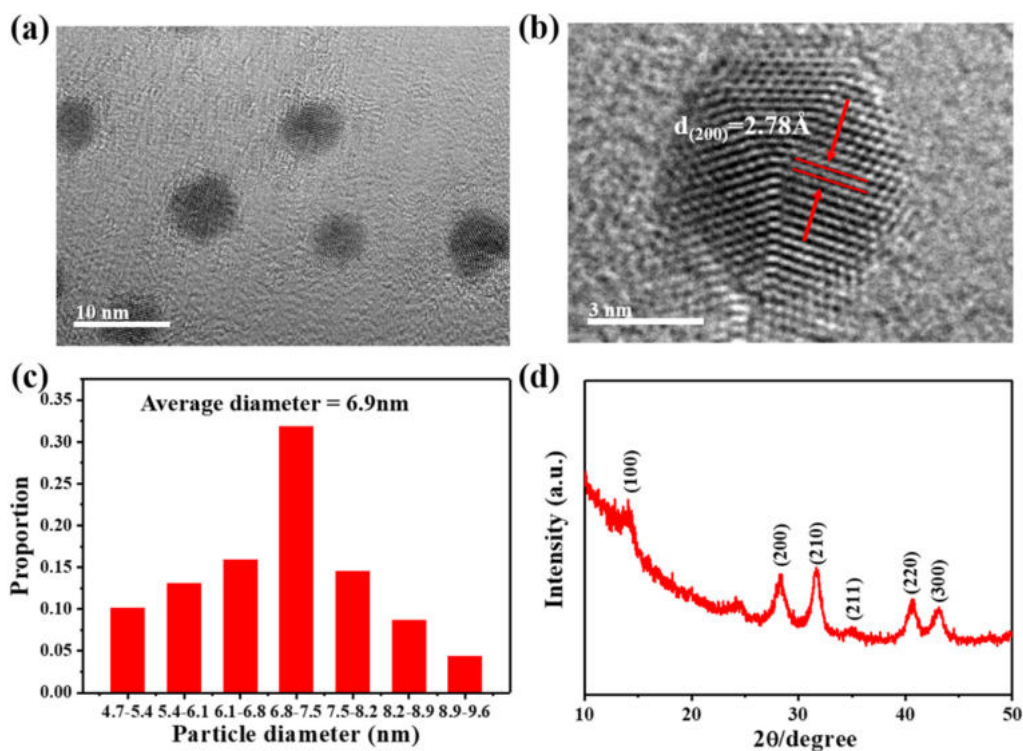 (a)
10 nm
(b)
d(200)=2.78Å
3 nm
(c)
Average diameter = 6.9nm
Proportion
0.35
0.30
0.25
0.20
0.15
0.10
0.05
0.00
4.7-5.4 5.4-6.1 6.1-6.8 6.8-7.5 7.5-8.2 8.2-8.9 8.9-9.6
Particle diameter (nm)
(d)
Intensity (a.u.)
(100)
(200)
(210)
(211)
(220)
(300)
10 20 30 40 50
2θ/degree